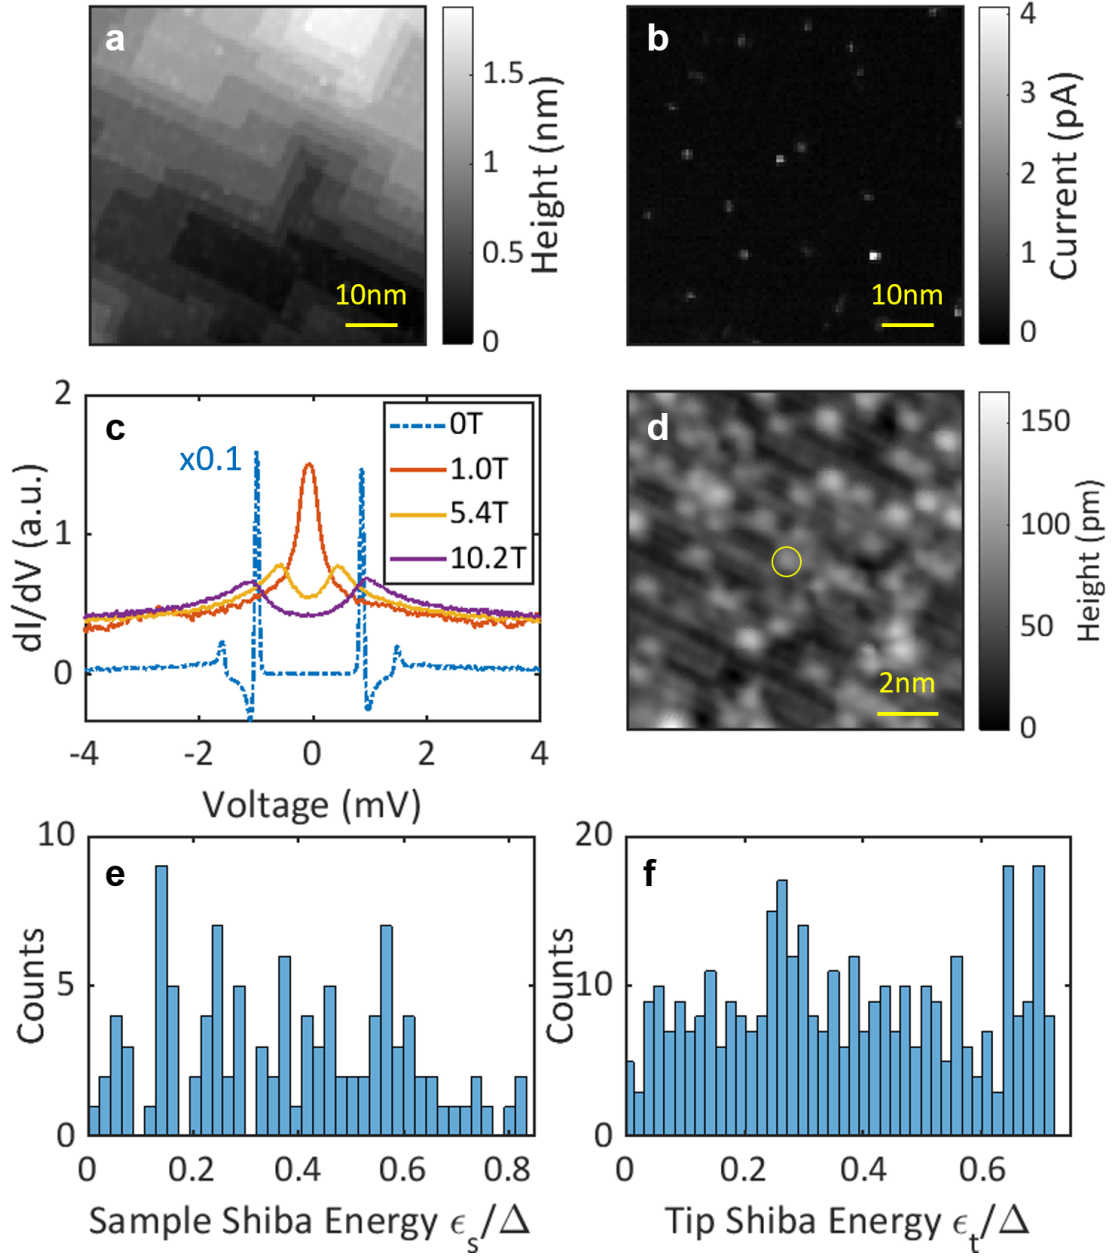 a
1.5
1
0.5
0
Height (nm)
10nm
b
4
3
2
1
0
Current (pA)
10nm
c
2
1
0
dI/dV (a.u.)
x0.1
0T
1.0T
5.4T
10.2T
-4 -2 0 2 4
Voltage (mV)
d
150
100
50
0
Height (pm)
2nm
e
10
5
0
Counts
0 0.2 0.4 0.6 0.8
Sample Shiba Energy ϵs/Δ
f
20
10
0
Counts
0 0.2 0.4 0.6
Tip Shiba Energy ϵt/Δ